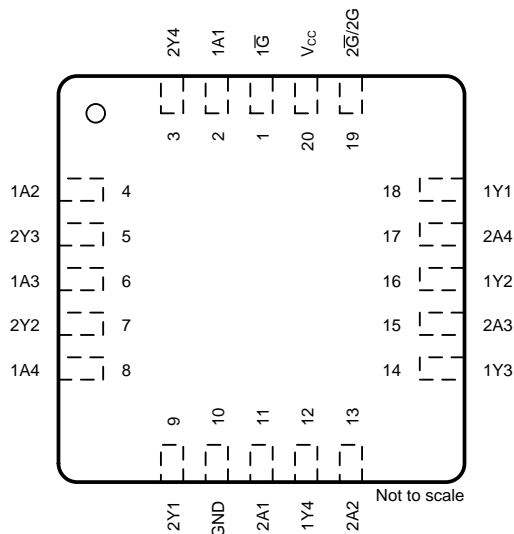 2Y4 1A1 1G̅ VCC 2G̅/2G
3 2 1 20 19
1A2 4 18 1Y1
2Y3 5 17 2A4
1A3 6 16 1Y2
2Y2 7 15 2A3
1A4 8 14 1Y3
9 10 11 12 13
Not to scale
2Y1 GND 2A1 1Y4 2A2